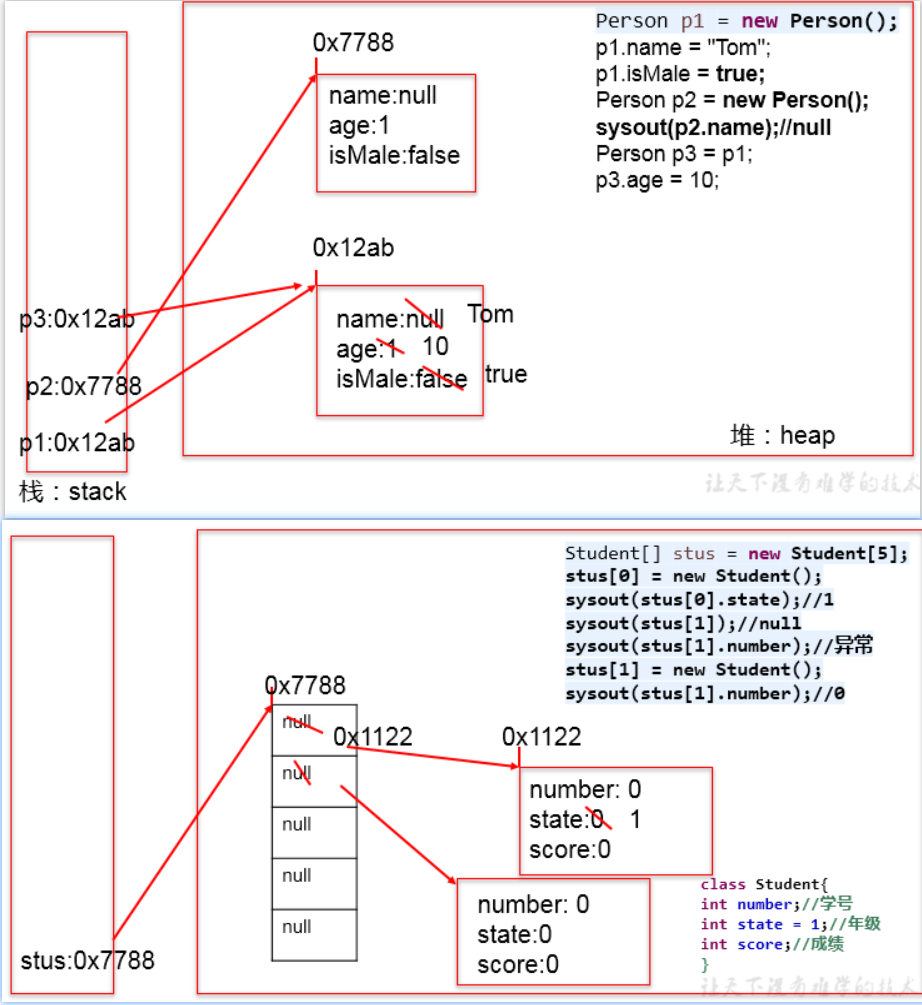 0x7788
name:null
age:1
isMale:false
Person p1 = new Person();
p1.name = "Tom";
p1.isMale = true;
Person p2 = new Person();
sysout(p2.name);//null
Person p3 = p1;
p3.age = 10;
0x12ab
name:null Tom
age:1 10
isMale:false true
p3:0x12ab
p2:0x7788
p1:0x12ab
栈：stack
堆：heap
让天下没有难学的技术
Student[] stus = new Student[5];
stus[0] = new Student();
sysout(stus[0].state);//1
sysout(stus[1]);//null
sysout(stus[1].number);//异常
stus[1] = new Student();
sysout(stus[1].number);//0
0x7788
null
0x1122
null
null
null
null
0x1122
number: 0
state:0 1
score:0
number: 0
state:0
score:0
class Student{
int number;//学号
int state = 1;//年级
int score;//成绩
}
stus:0x7788
让天下没有难学的技术